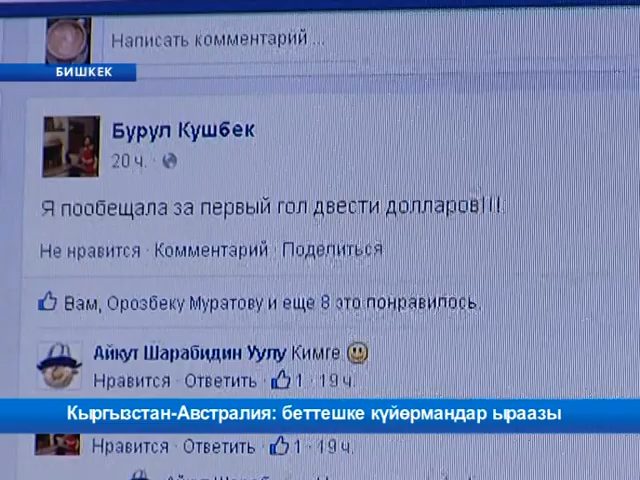 Написать комментарий ...
БИШКЕК
Бурул Кушбек
20 ч. ·
Я пообещала за первый гол двести долларов!!!
Не нравится · Комментарий · Поделиться
Вам, Орозбеку Муратову и еще 8 это понравилось.
Айкут Шарабидин Уулу Кимге
Нравится · Ответить · 1 · 19 ч.
Кыргызстан-Австралия: беттешке күйөрмандар ыраазы
Нравится · Ответить · 1 · 19 ч.